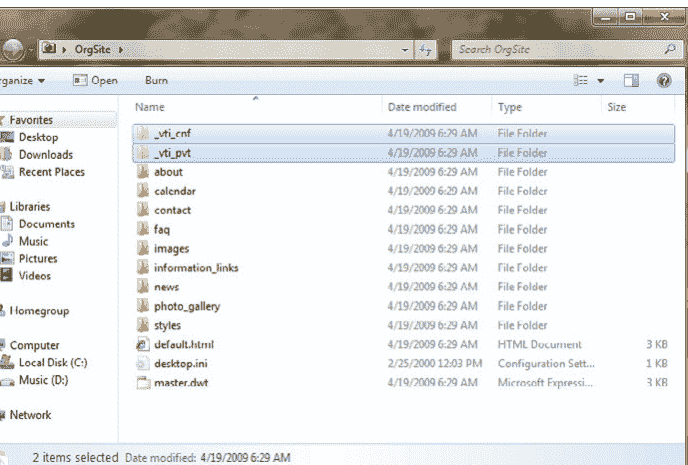 OrgSite
Search OrgSite
rganize Open Burn
Name Date modified Type Size
Favorites
Desktop
Downloads
Recent Places
Libraries
Documents
Music
Pictures
Videos
Homegroup
Computer
Local Disk (C:)
Music (D:)
Network
_vti_cnf 4/19/2009 6:29 AM File Folder
_vti_pvt 4/19/2009 6:29 AM File Folder
about 4/19/2009 6:29 AM File Folder
calendar 4/19/2009 6:29 AM File Folder
contact 4/19/2009 6:29 AM File Folder
faq 4/19/2009 6:29 AM File Folder
images 4/19/2009 6:29 AM File Folder
information_links 4/19/2009 6:29 AM File Folder
news 4/19/2009 6:29 AM File Folder
photo_gallery 4/19/2009 6:29 AM File Folder
styles 4/19/2009 6:29 AM File Folder
default.html 4/19/2009 6:29 AM HTML Document 3 KB
desktop.ini 2/25/2000 12:03 PM Configuration Sett... 1 KB
master.dwt 4/19/2009 6:29 AM Microsoft Expressi... 3 KB
2 items selected Date modified: 4/19/2009 6:29 AM